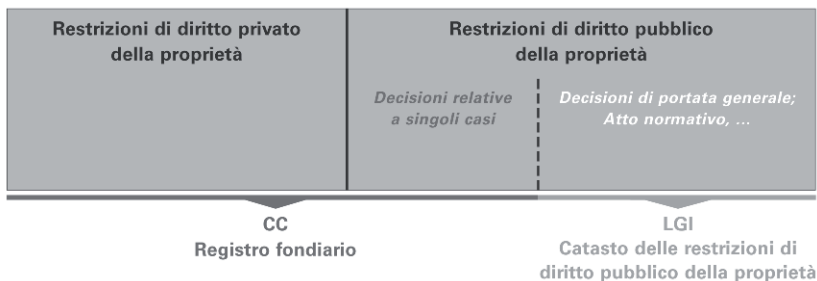 Restrizioni di diritto privato
della proprietà
Restrizioni di diritto pubblico
della proprietà
Decisioni relative
a singoli casi
Decisioni di portata generale;
Atto normativo, ...
CC
Registro fondiario
LGI
Catasto delle restrizioni di
diritto pubblico della proprietà